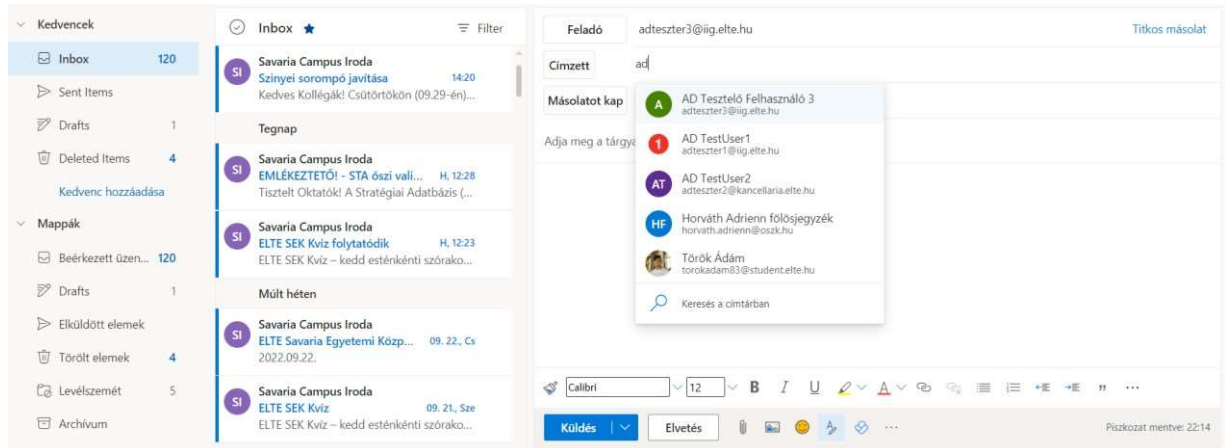 Kedvencek
Inbox 120
Sent Items
Drafts 1
Deleted Items 4
Kedvenc hozzáadása
Mappák
Beérkezett üzen... 120
Drafts 1
Elküldött elemek
Törölt elemek 4
Levélszemét 5
Archívum
Inbox Filter
SI
Savaria Campus Iroda
Szinyei sorompó javítása 14:20
Kedves Kollégák! Csütörtökön (09.29-én)...
Tegnap
SI
Savaria Campus Iroda
EMLÉKEZTETŐ! - STA őszi vali... H, 12:28
Tisztelt Oktatók! A Stratégiai Adatbázis (...
SI
Savaria Campus Iroda
ELTE SEK Kvíz folytatódik H, 12:23
ELTE SEK Kvíz – kedd esténkénti szórako...
Múlt héten
SI
Savaria Campus Iroda
ELTE Savaria Egyetemi Közp... 09. 22., Cs
2022.09.22.
SI
Savaria Campus Iroda
ELTE SEK Kvíz 09. 21., Sze
ELTE SEK Kvíz – kedd esténkénti szórako...
Feladó adteszter3@iig.elte.hu Titkos másolat
Címzett ad
Másolatot kap
Adja meg a tárgya
A
AD Tesztelő Felhasználó 3
adteszter3@iig.elte.hu
1
AD TestUser1
adteszter1@iig.elte.hu
AT
AD TestUser2
adteszter2@kancellaria.elte.hu
HF
Horváth Adrienn fölösjegyzék
horvath.adrienn@oszk.hu
Török Ádám
torokadam83@student.elte.hu
Keresés a címtárban
Calibri 12 B I U A
Küldés Elvetés Piszkozat mentve: 22:14